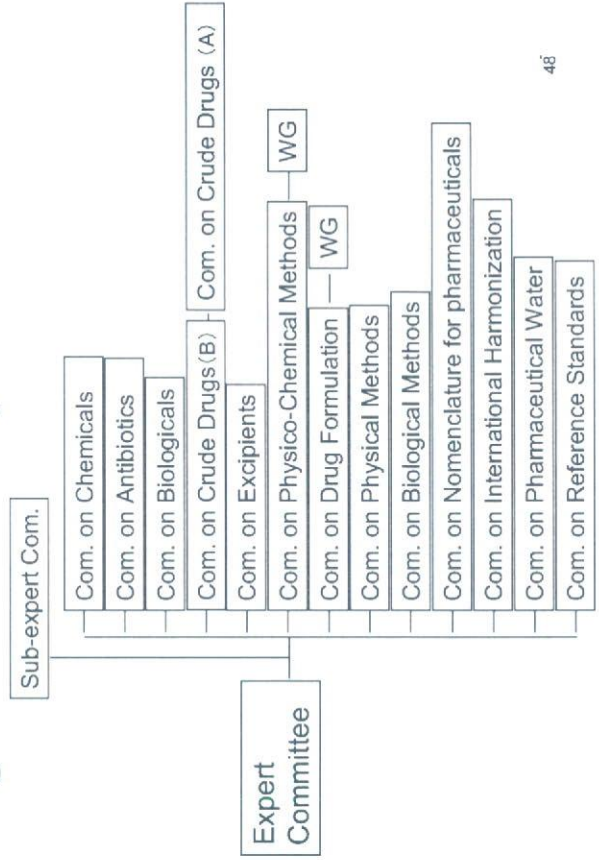 Sub-expert Com.
Expert
Committee
Com. on Chemicals
Com. on Antibiotics
Com. on Biologicals
Com. on Crude Drugs(B)
Com. on Crude Drugs (A)
Com. on Excipients
Com. on Physico-Chemical Methods
WG
Com. on Drug Formulation
WG
Com. on Physical Methods
Com. on Biological Methods
Com. on Nomenclature for pharmaceuticals
Com. on International Harmonization
Com. on Pharmaceutical Water
Com. on Reference Standards
48